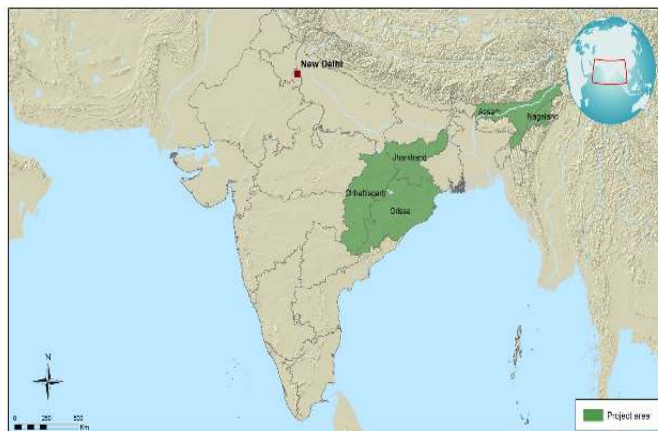 New Delhi
Assam
Nagaland
Jharkhand
Chhattisgarh
Orissa
N
0 250 500
Km
Project area